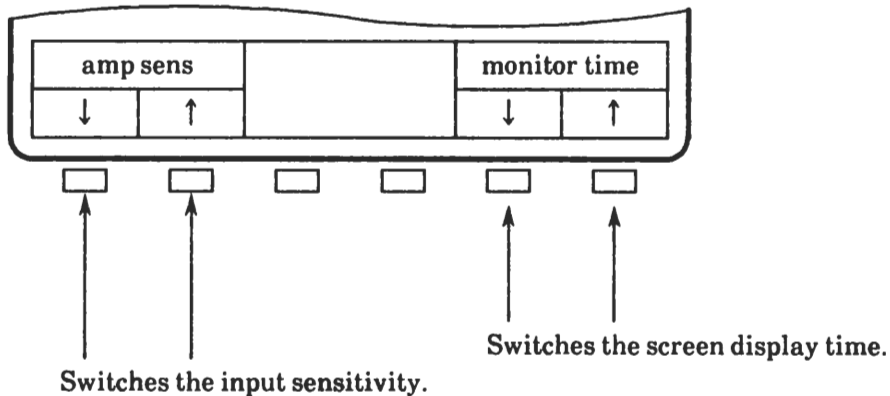 amp sens monitor time
↓ ↑ ↓ ↑
Switches the screen display time.
Switches the input sensitivity.